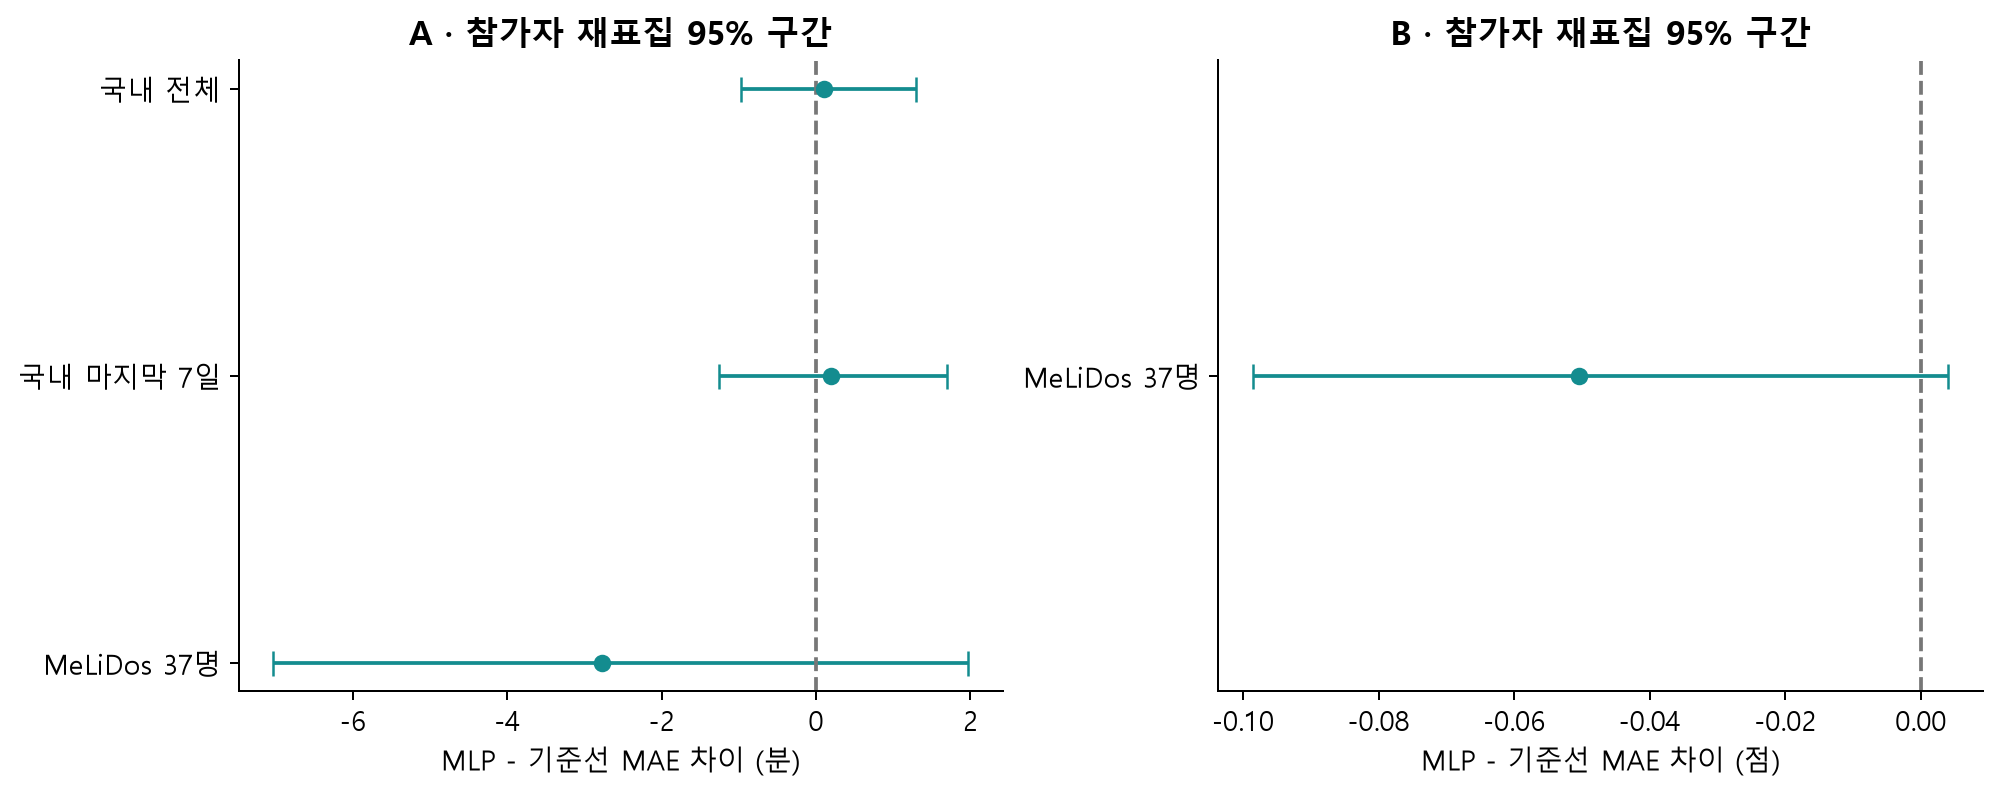 A · 참가자 재표집 95% 구간
국내 전체
국내 마지막 7일
MeLiDos 37명
-6 -4 -2 0 2
MLP - 기준선 MAE 차이 (분)
B · 참가자 재표집 95% 구간
MeLiDos 37명
-0.10 -0.08 -0.06 -0.04 -0.02 0.00
MLP - 기준선 MAE 차이 (점)